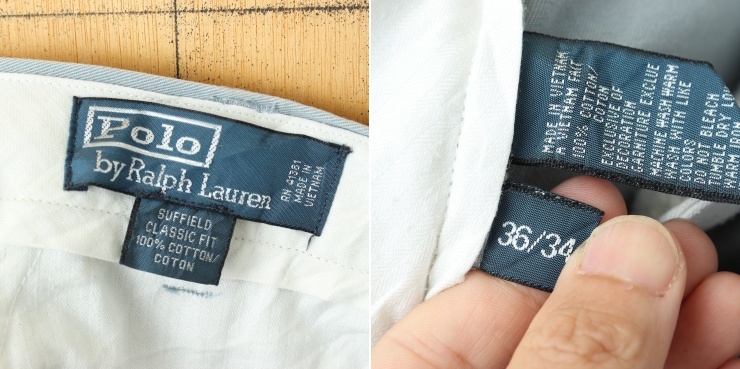 Polo
by Ralph Lauren
RN 41381
MADE IN
VIETNAM
SUFFIELD
CLASSIC FIT
100% COTTON/
COTON
MADE IN VIETNAM
A VIETNAM FAIT
100% COTTON/
COTON
EXCLUSIVE OF
DECORATION
GARNITURE EXCLUE
MACHINE WASH WARM
WASH WITH LIKE
COLORS
DO NOT BLEACH
TUMBLE DRY LOW
WARM IRON
36/34